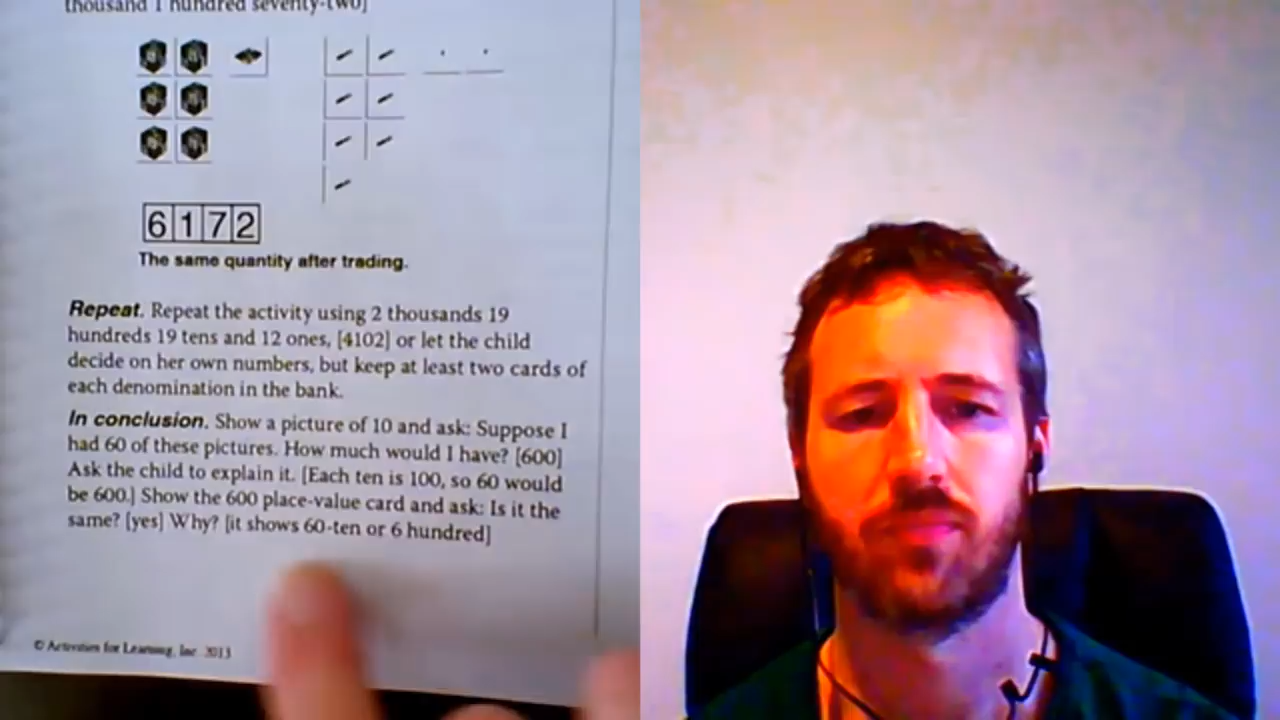 thousand 1 hundred seventy-two]
6172
The same quantity after trading.
Repeat. Repeat the activity using 2 thousands 19
hundreds 19 tens and 12 ones, [4102] or let the child
decide on her own numbers, but keep at least two cards of
each denomination in the bank.
In conclusion. Show a picture of 10 and ask: Suppose I
had 60 of these pictures. How much would I have? [600]
Ask the child to explain it. [Each ten is 100, so 60 would
be 600.] Show the 600 place-value card and ask: Is it the
same? [yes] Why? [it shows 60-ten or 6 hundred]
© Activities for Learning, Inc 2013